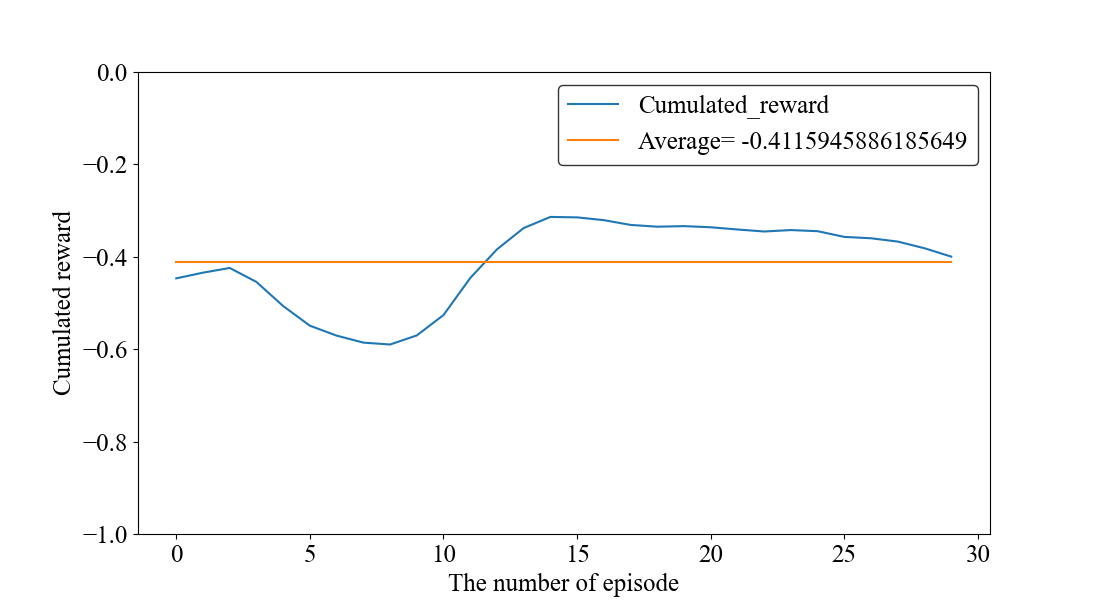 0.0
−0.2
−0.4
−0.6
−0.8
−1.0
Cumulated reward
Cumulated_reward
Average= -0.4115945886185649
0 5 10 15 20 25 30
The number of episode